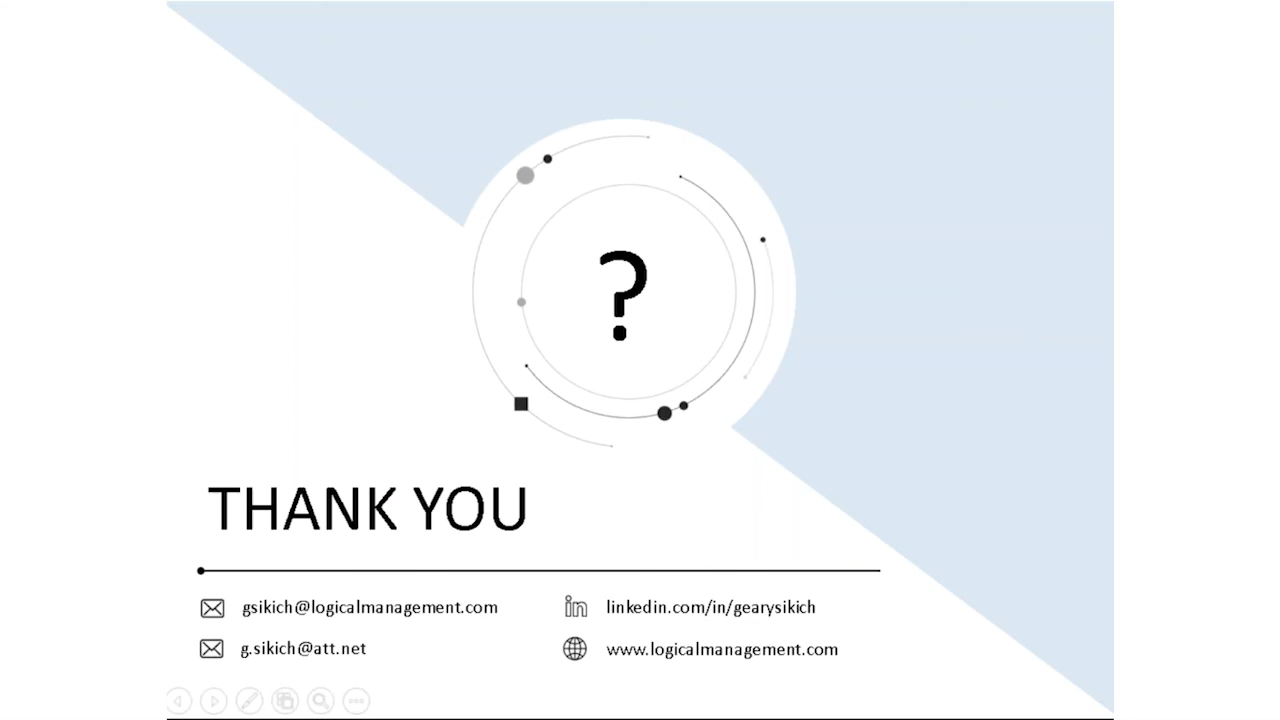 ?
THANK YOU
gsikich@logicalmanagement.com
linkedin.com/in/gearysikich
g.sikich@att.net
www.logicalmanagement.com